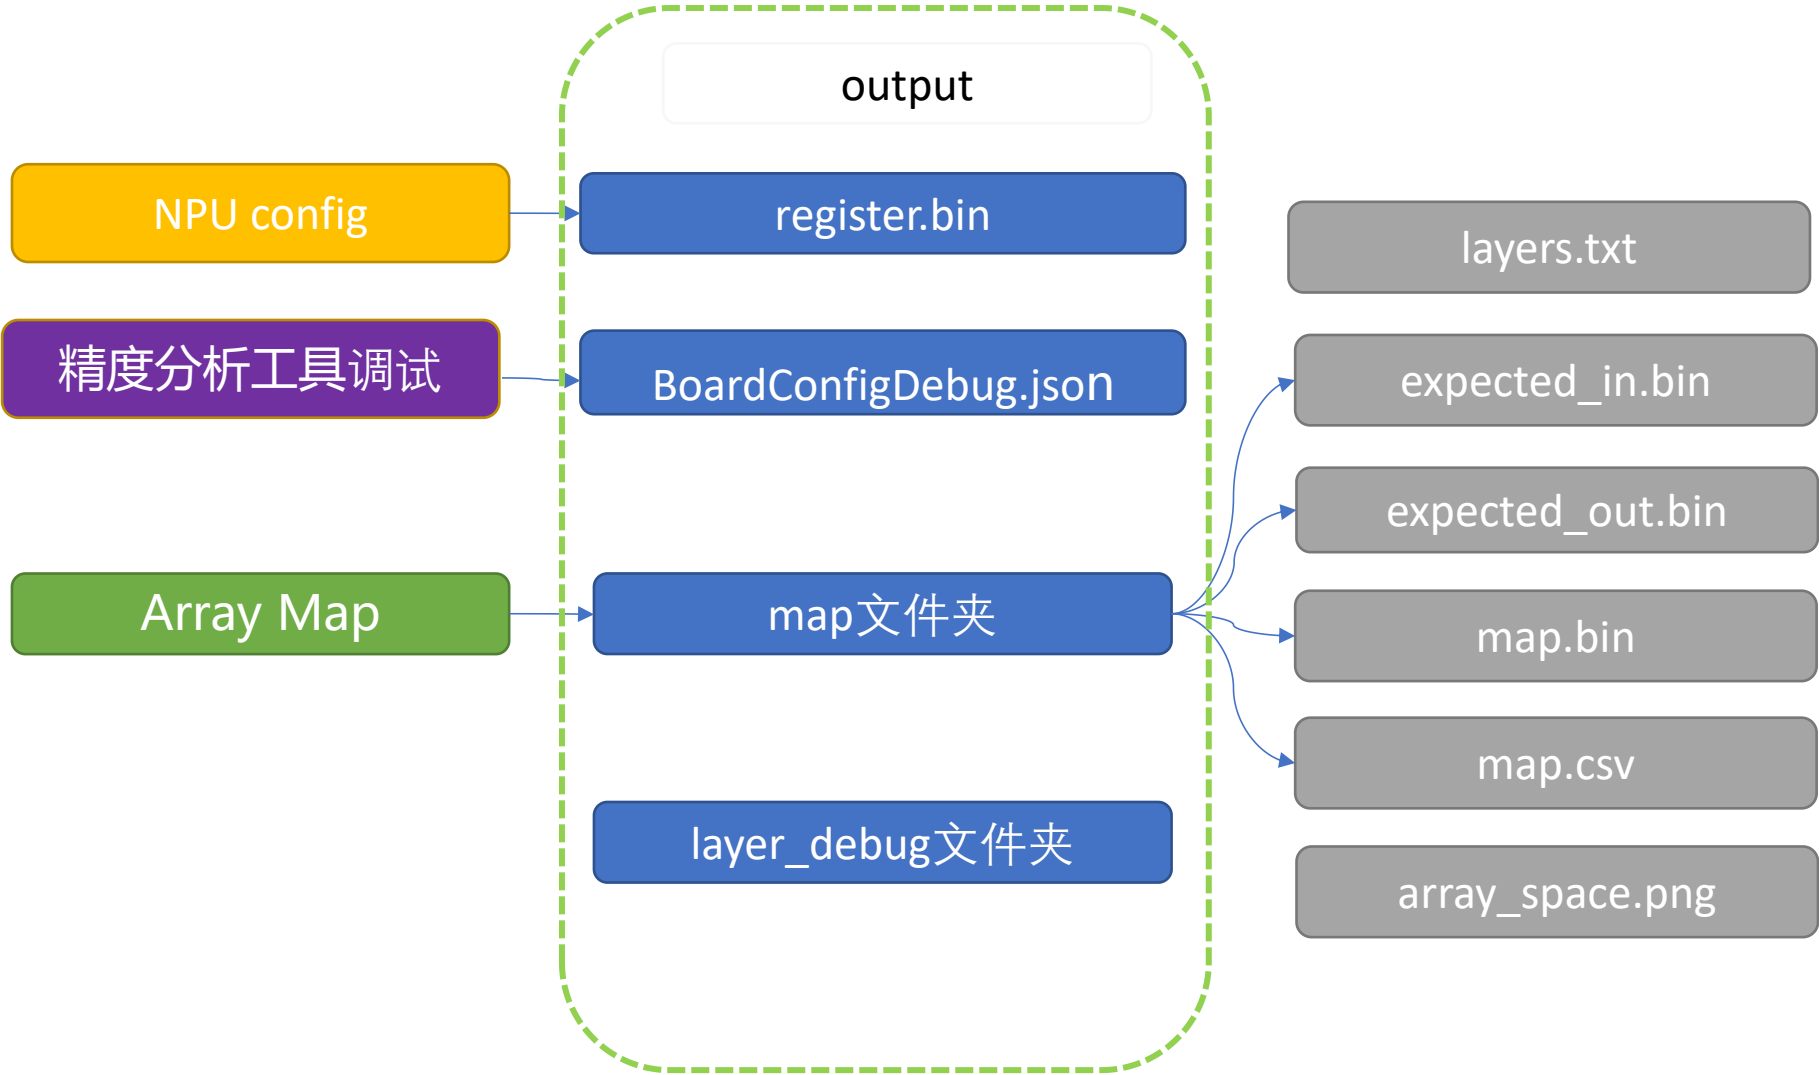 output
NPU config
register.bin
layers.txt
精度分析工具调试
BoardConfigDebug.json
expected_in.bin
expected_out.bin
Array Map
map文件夹
map.bin
map.csv
layer_debug文件夹
array_space.png